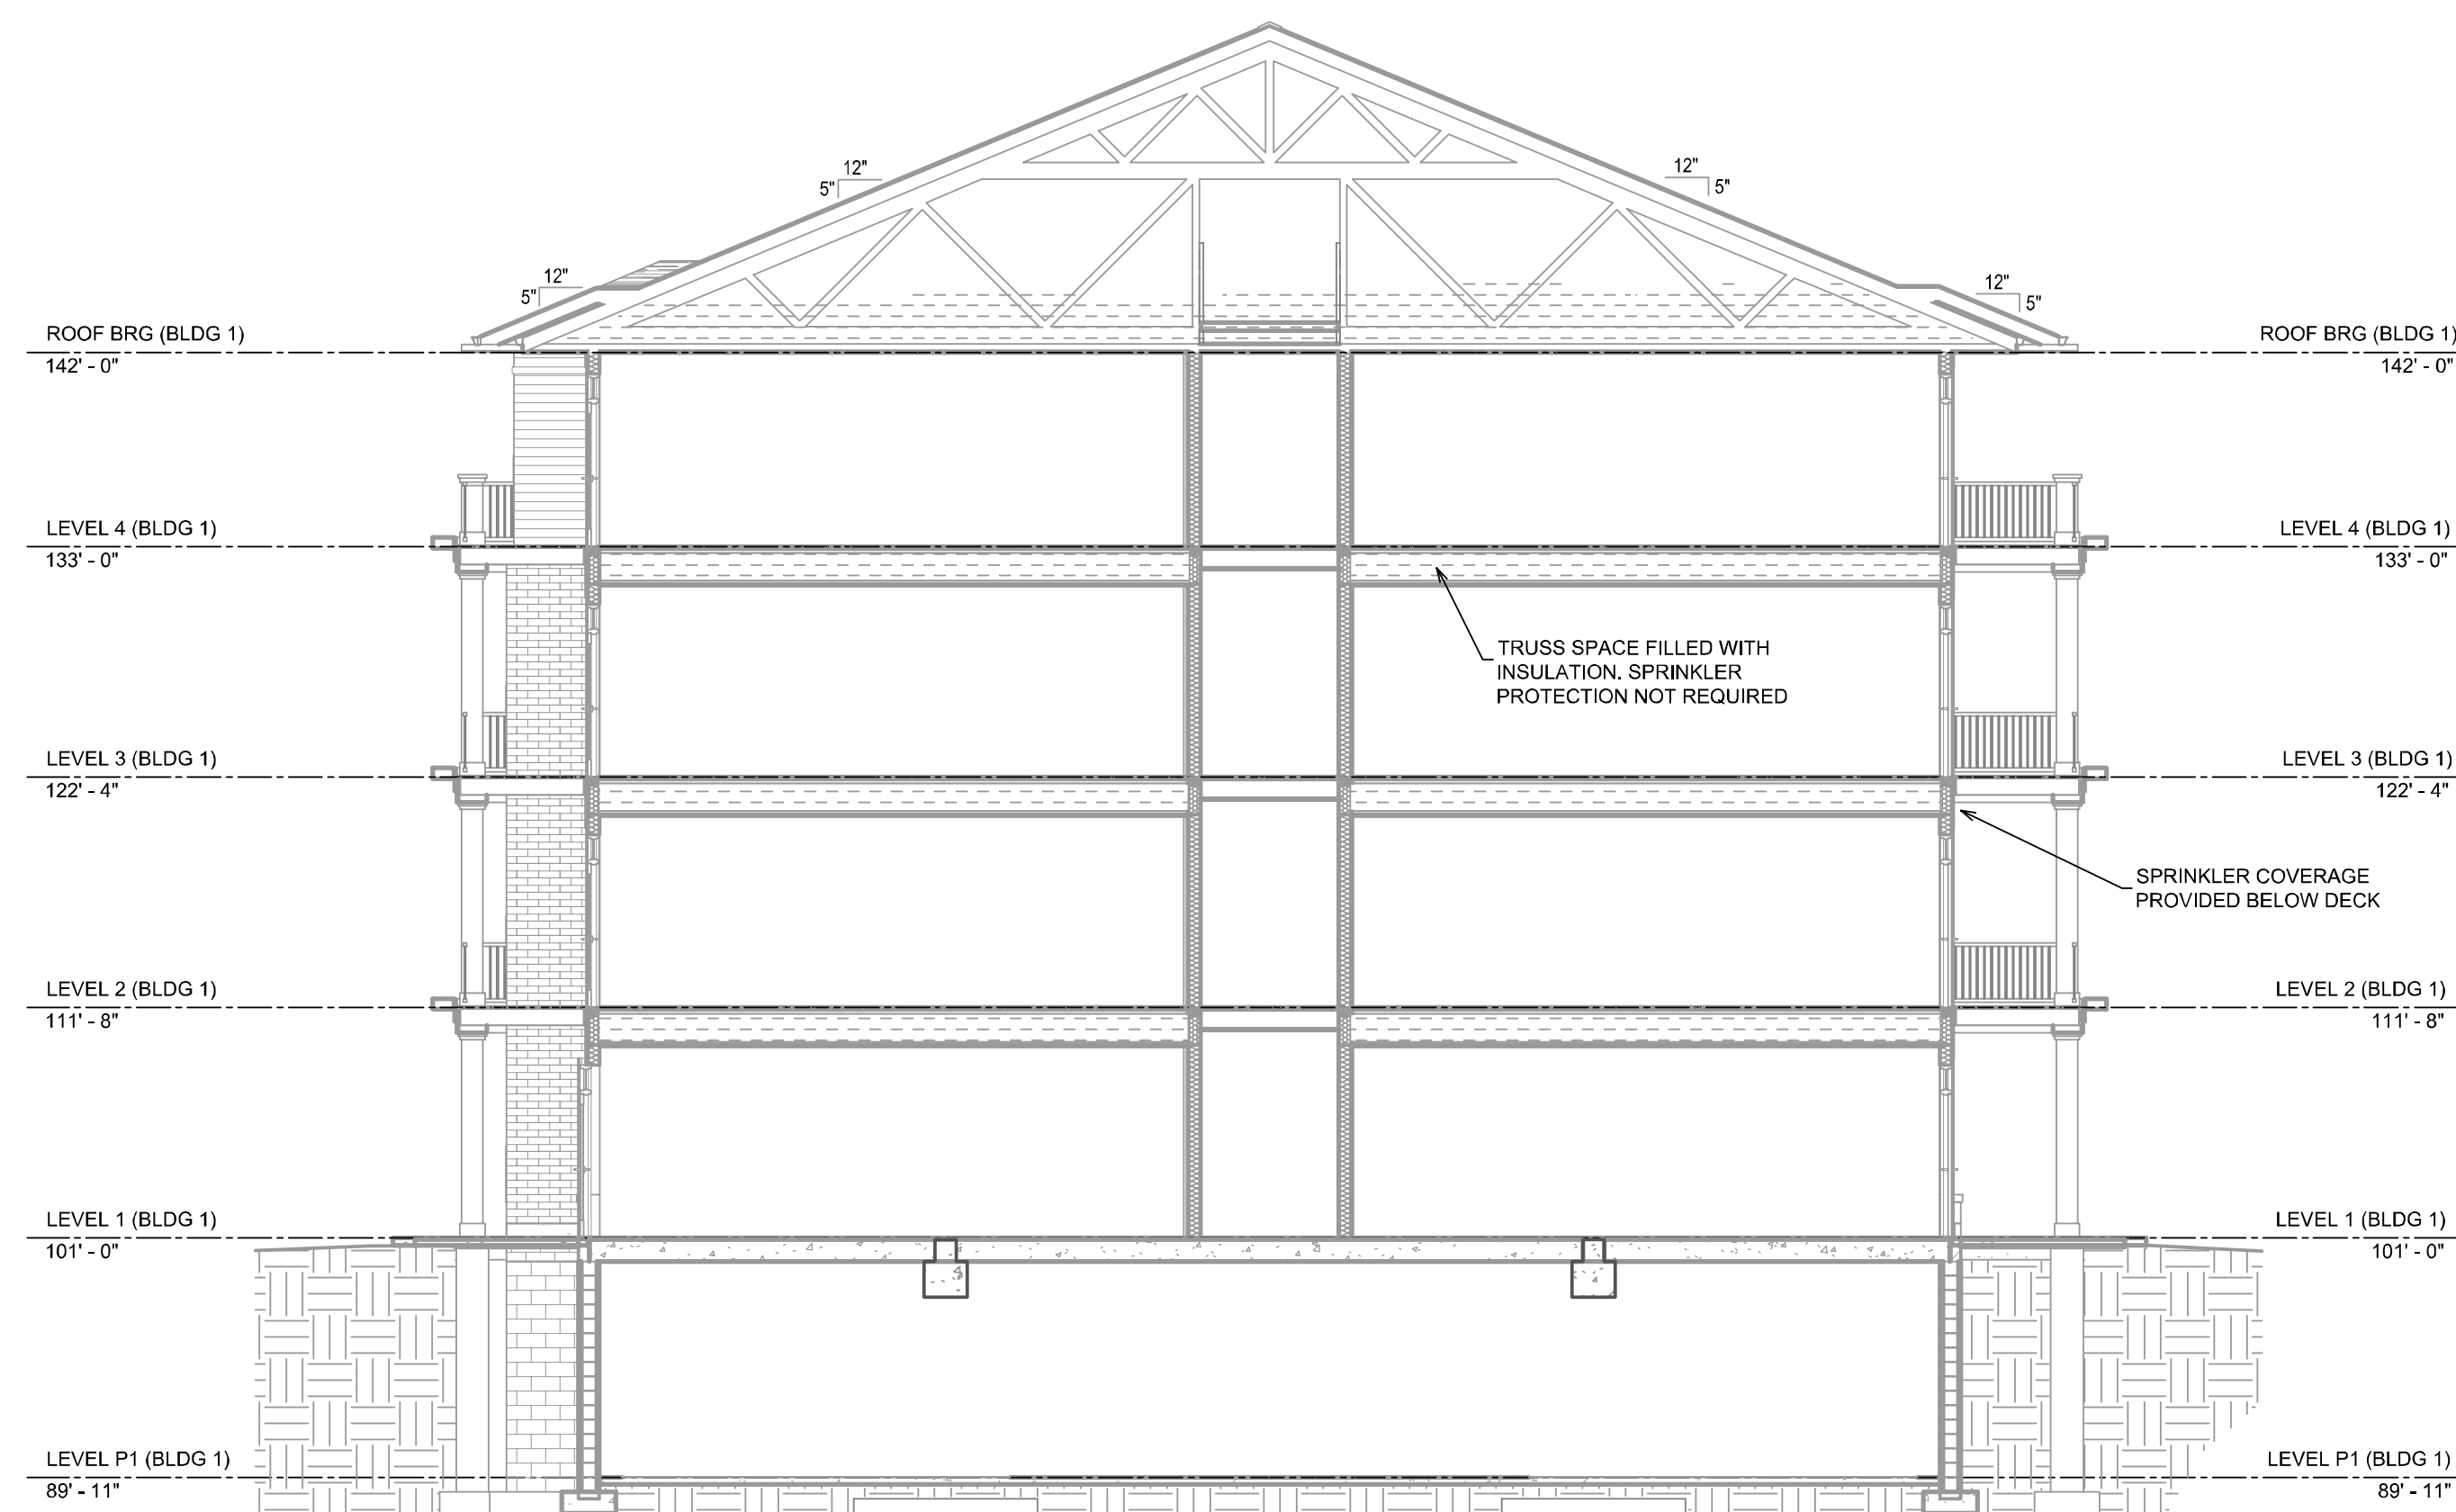 12"
5"
12"
5"
12"
5"
12"
5"
ROOF BRG (BLDG 1)
142' - 0"
ROOF BRG (BLDG 1)
142' - 0"
LEVEL 4 (BLDG 1)
133' - 0"
LEVEL 4 (BLDG 1)
133' - 0"
TRUSS SPACE FILLED WITH
INSULATION. SPRINKLER
PROTECTION NOT REQUIRED
LEVEL 3 (BLDG 1)
122' - 4"
LEVEL 3 (BLDG 1)
122' - 4"
SPRINKLER COVERAGE
PROVIDED BELOW DECK
LEVEL 2 (BLDG 1)
111' - 8"
LEVEL 2 (BLDG 1)
111' - 8"
LEVEL 1 (BLDG 1)
101' - 0"
LEVEL 1 (BLDG 1)
101' - 0"
LEVEL P1 (BLDG 1)
89' - 11"
LEVEL P1 (BLDG 1)
89' - 11"